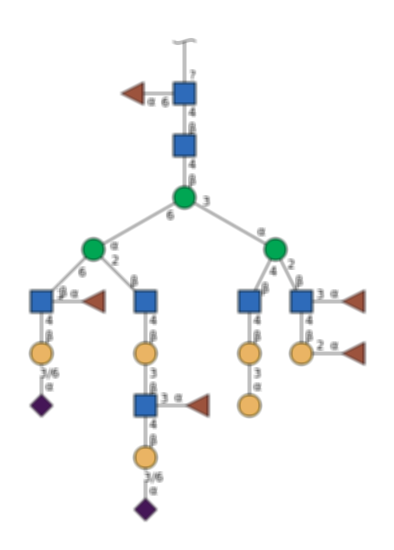 ?
α 6
4
β
4
β
6 3
α α
6 2 4 2
β β β β
α 3 α
4 4 4 4
β β β β
2 α
3/6 3 3
α β α
3 α
4
β
3/6
α